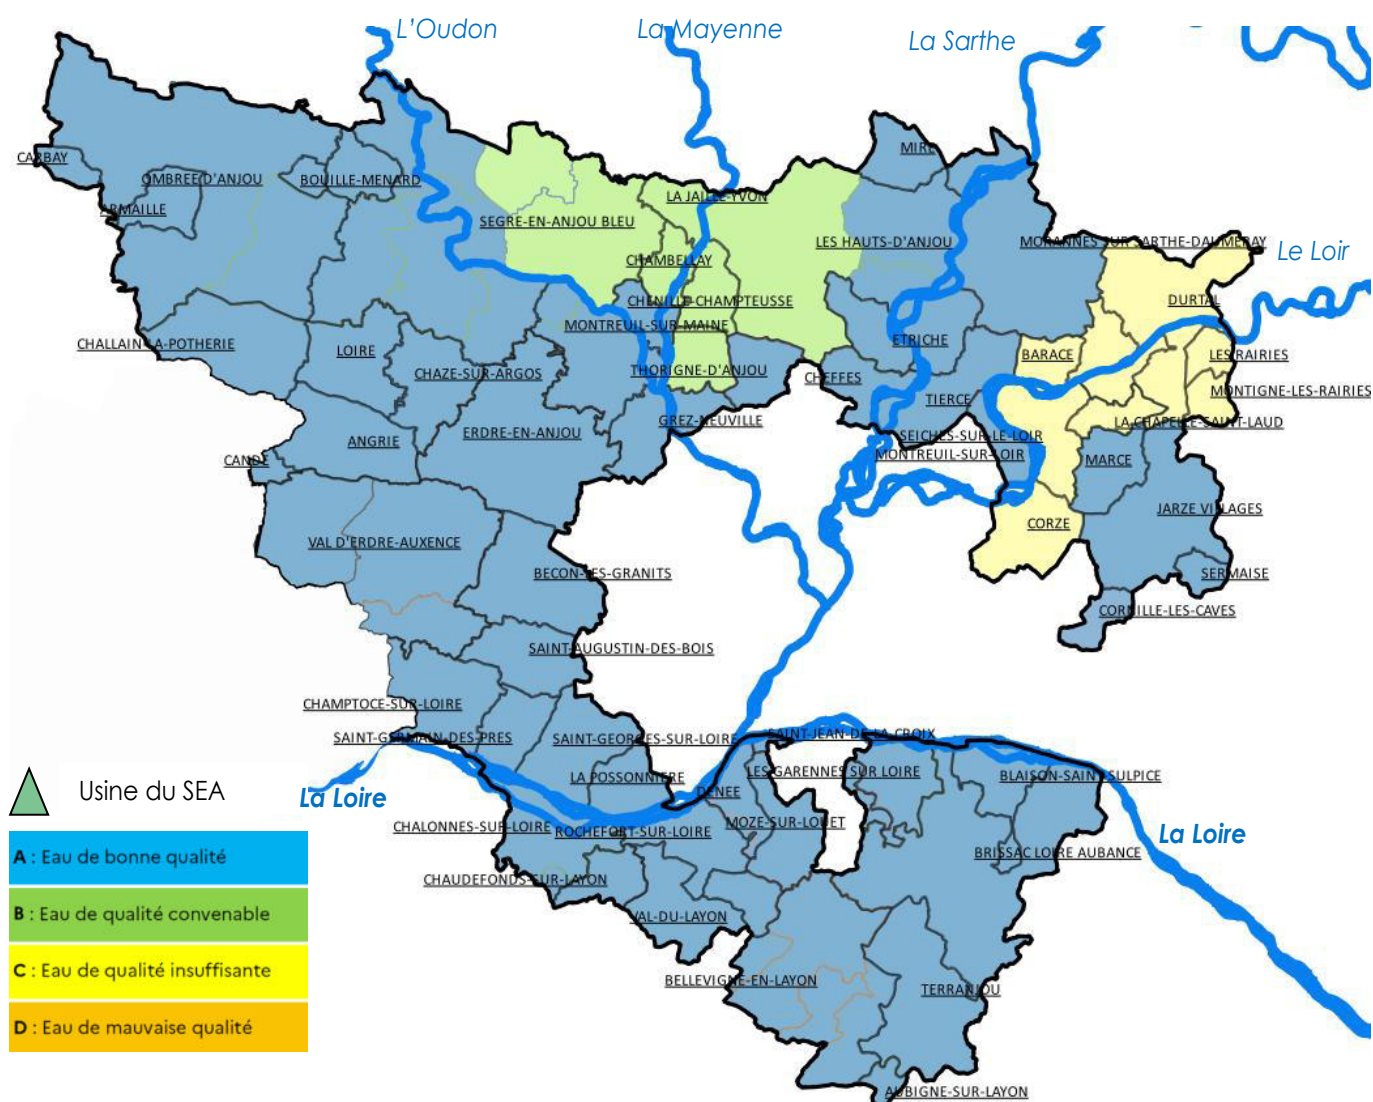 L'Oudon
La Mayenne
La Sarthe
CARBAY
OMBREE D'ANJOU
BOUILLE-MENARD
MIRE
ARMAILLE
LA JAILLE-YVON
SEGRE-EN-ANJOU BLEU
LES HAUTS-D'ANJOU
MORANNES SUR SARTHE-DAUMERAY
Le Loir
CHAMBELLAY
CHENILLE-CHAMPTEUSSE
DURTAL
MONTREUIL-SUR-MAINE
CHALLAIN-LA-POTHERIE
LOIRE
ETRICHE
BARACE
LES RAIRIES
CHAZE-SUR-ARGOS
THORIGNE-D'ANJOU
CHEFFES
TIERCE
MONTIGNE-LES-RAIRIES
GREZ-NEUVILLE
LA CHAPELLE-SAINT-LAUD
ANGRIE
ERDRE-EN-ANJOU
SEICHES-SUR-LE-LOIR
MONTREUIL-SUR-LOIR
CANDE
MARCE
JARZE VILLAGES
CORZE
VAL D'ERDRE-AUXENCE
BECON-LES-GRANITS
SERMAISE
CORNILLE-LES-CAVES
SAINT-AUGUSTIN-DES-BOIS
CHAMPTOCE-SUR-LOIRE
SAINT-GERMAIN-DES-PRES
SAINT-GEORGES-SUR-LOIRE
SAINT-JEAN-DE-LA-CROIX
LA POSSONNIERE
LES GARENNES SUR LOIRE
BLAISON-SAINT-SULPICE
Usine du SEA
La Loire
DENEE
CHALONNES-SUR-LOIRE
ROCHEFORT-SUR-LOIRE
MOZE-SUR-LOUET
La Loire
BRISSAC LOIRE AUBANCE
A : Eau de bonne qualité
CHAUDEFONDS-SUR-LAYON
B : Eau de qualité convenable
VAL-DU-LAYON
C : Eau de qualité insuffisante
BELLEVIGNE-EN-LAYON
TERRANJOU
D : Eau de mauvaise qualité
AUBIGNE-SUR-LAYON